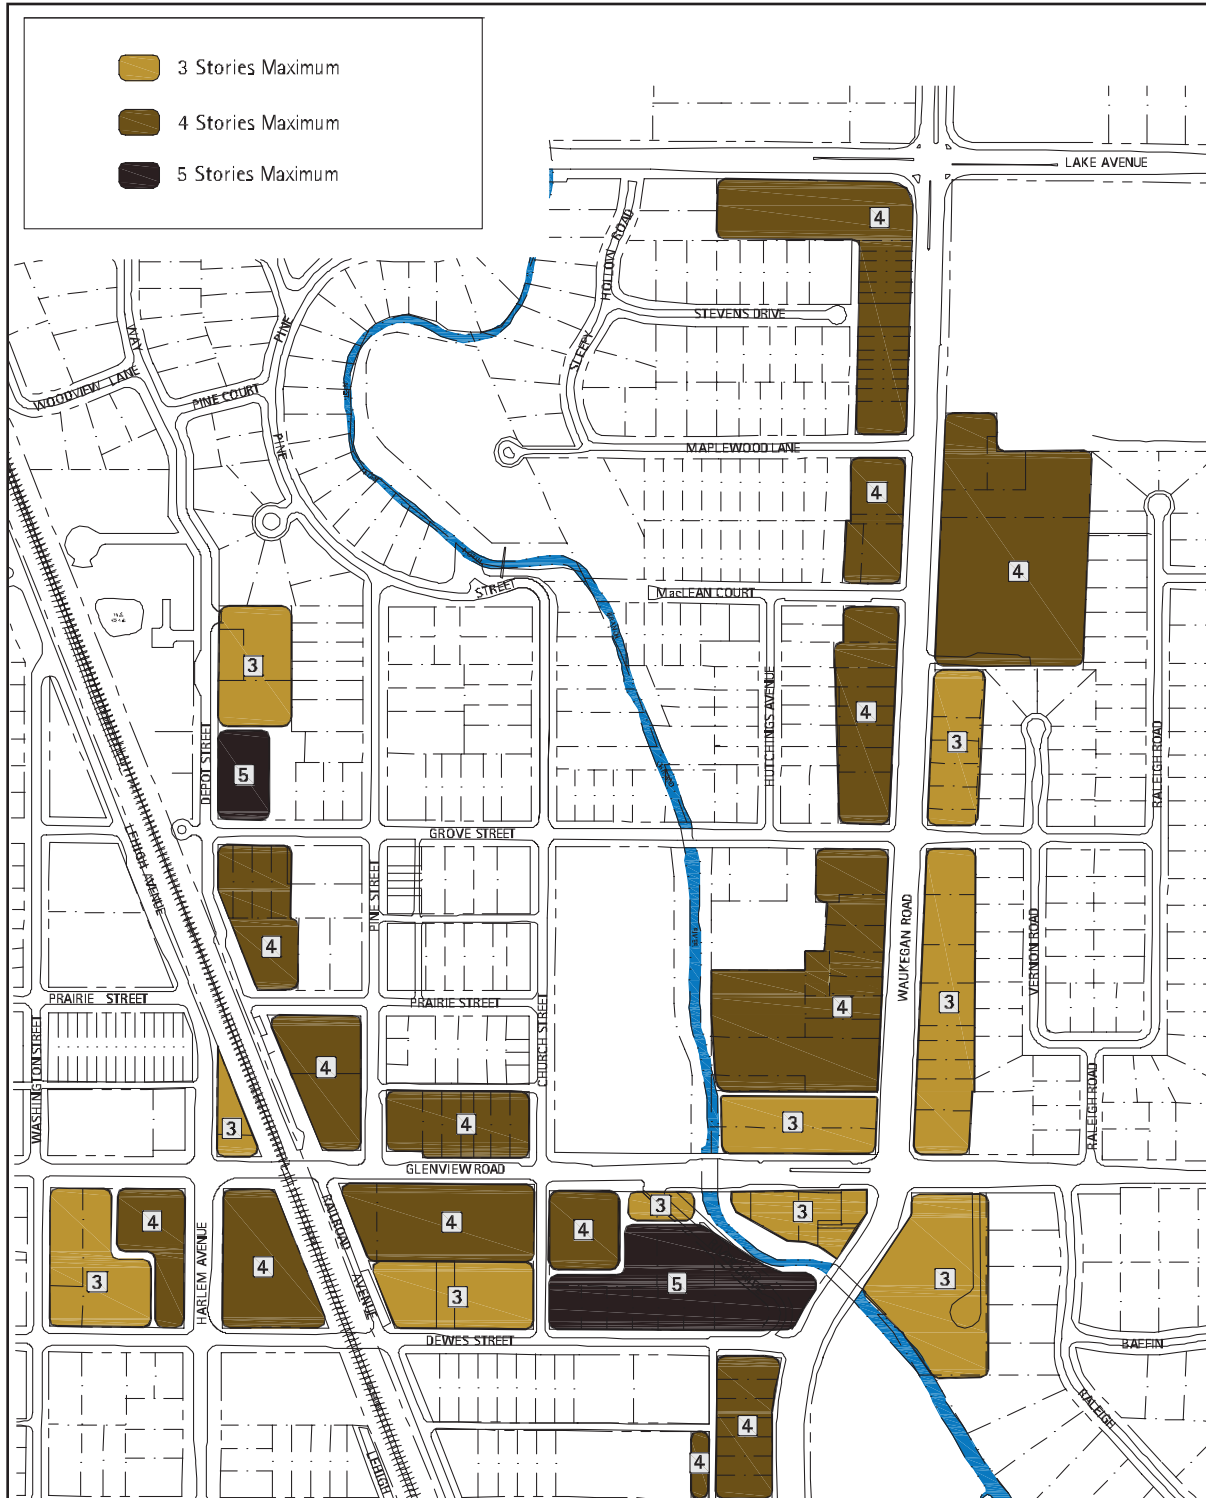 3 Stories Maximum
4 Stories Maximum
5 Stories Maximum
LAKE AVENUE
4
HOLLOW ROAD
SLEEPY
STEVENS DRIVE
WAY
PINE
WOODVIEW LANE
PINE COURT
PINE
MAPLEWOOD LANE
4
4
STREET
MacLEAN COURT
3
HUTCHINGS AVENUE
4
3
DEPOT STREET
5
RALEIGH ROAD
GROVE STREET
LEHIGH AVENUE
PINE STREET
4
WAUKEGAN ROAD
VERNON ROAD
PRAIRIE STREET
PRAIRIE STREET
4
3
WASHINGTON STREET
4
CHURCH STREET
RALEIGH ROAD
3
4
3
GLENVIEW ROAD
4
HARLEM AVENUE
RAILROAD
AVENUE
4
4
3
3
3
4
3
5
3
DEWES STREET
BAFFIN
RALEIGH
4
4
LEHIGH